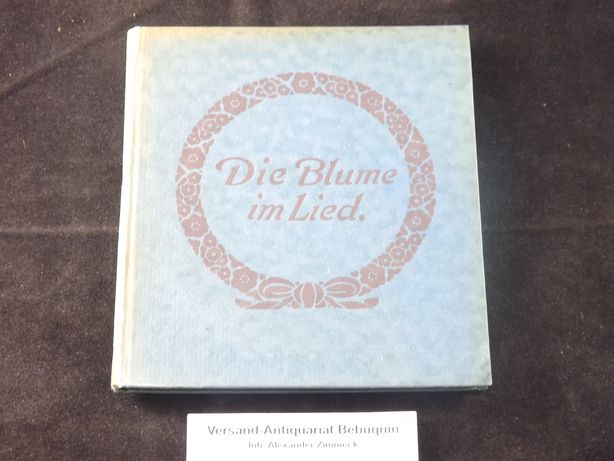 Die Blume
im Lied.
Versand-Antiquariat Bebuquin
Inh. Alexander Zimmeck